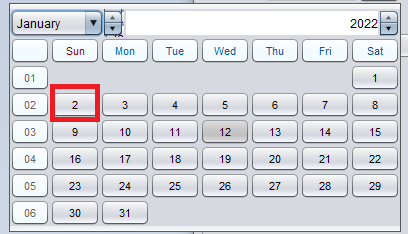 January 2022
Sun Mon Tue Wed Thu Fri Sat
01 1
02 2 3 4 5 6 7 8
03 9 10 11 12 13 14 15
04 16 17 18 19 20 21 22
05 23 24 25 26 27 28 29
06 30 31